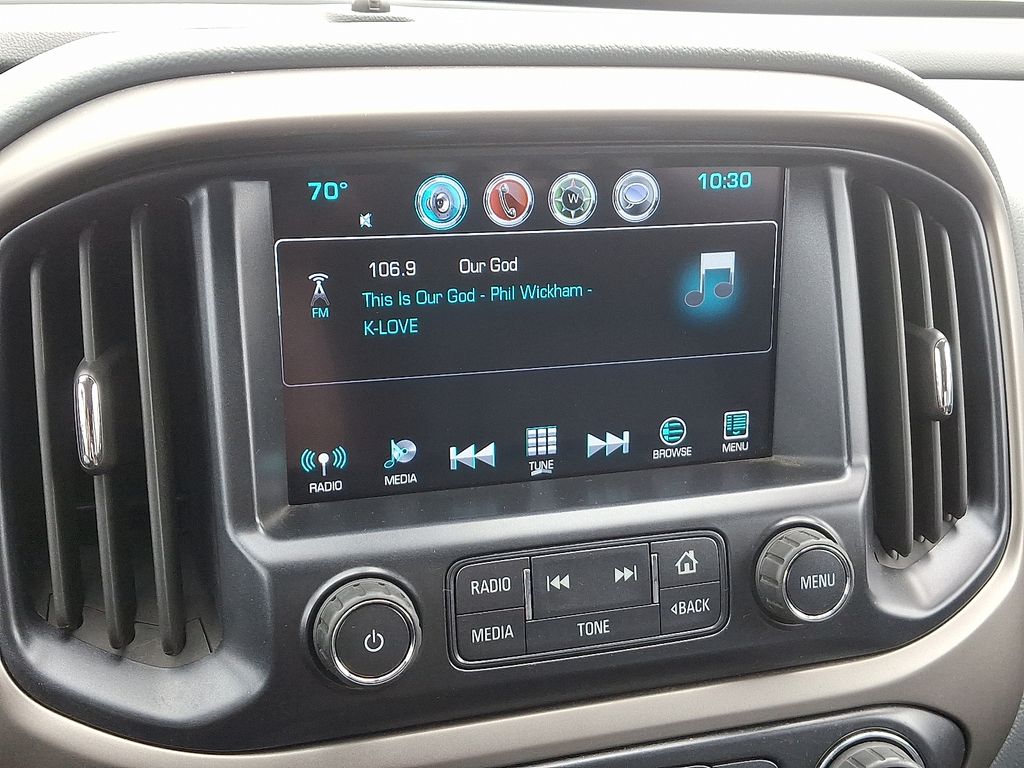 70° 10:30
W
106.9 Our God
This Is Our God - Phil Wickham -
FM
K-LOVE
RADIO MEDIA TUNE BROWSE MENU
RADIO
MEDIA TONE ◁BACK
MENU